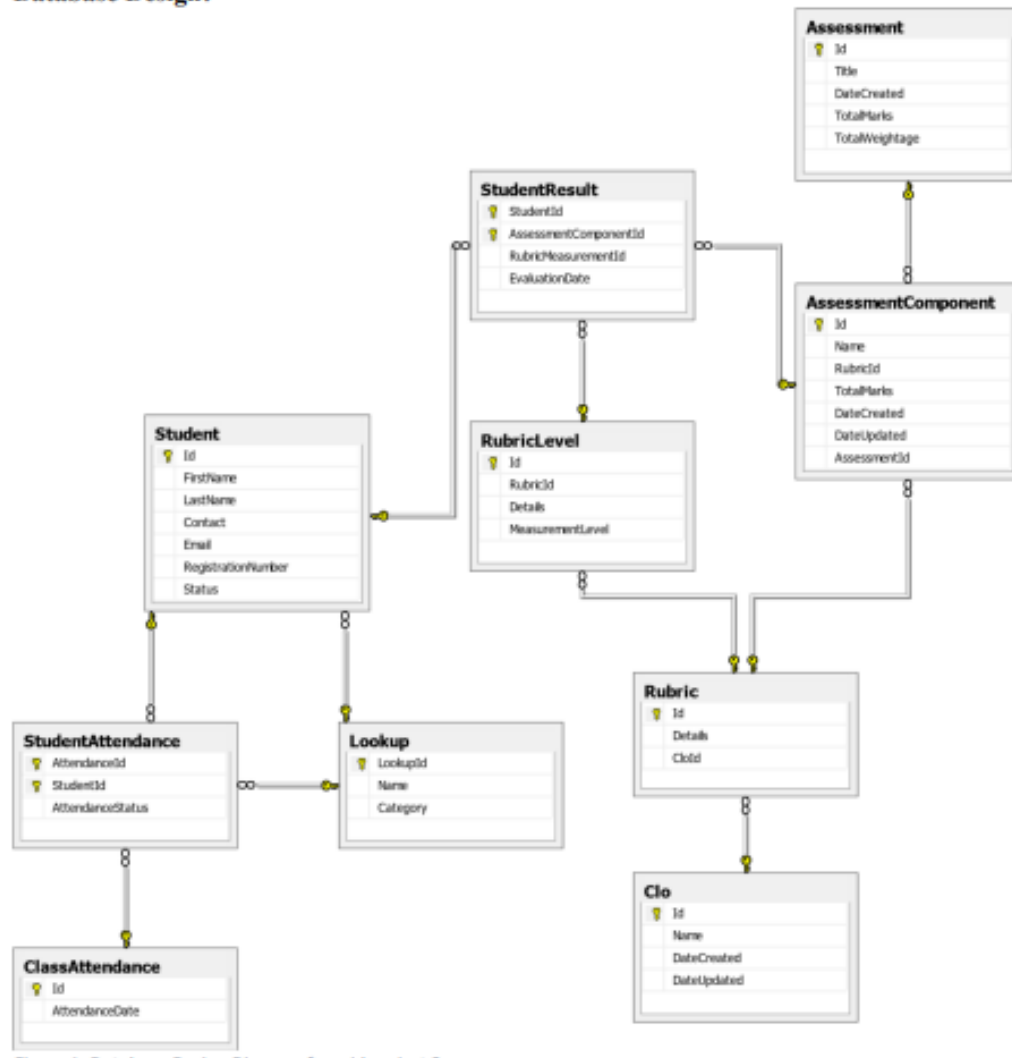 Assessment
Id
Title
DateCreated
TotalMarks
TotalWeightage
StudentResult
StudentId
AssessmentComponentId
RubricMeasurementId
EvaluationDate
AssessmentComponent
Id
Name
RubricId
TotalMarks
DateCreated
DateUpdated
AssessmentId
Student
Id
FirstName
LastName
Contact
Email
RegistrationNumber
Status
RubricLevel
Id
RubricId
Details
MeasurementLevel
Rubric
Id
Details
CloId
StudentAttendance
AttendanceId
StudentId
AttendanceStatus
Lookup
LookupId
Name
Category
Clo
Id
Name
DateCreated
DateUpdated
ClassAttendance
Id
AttendanceDate